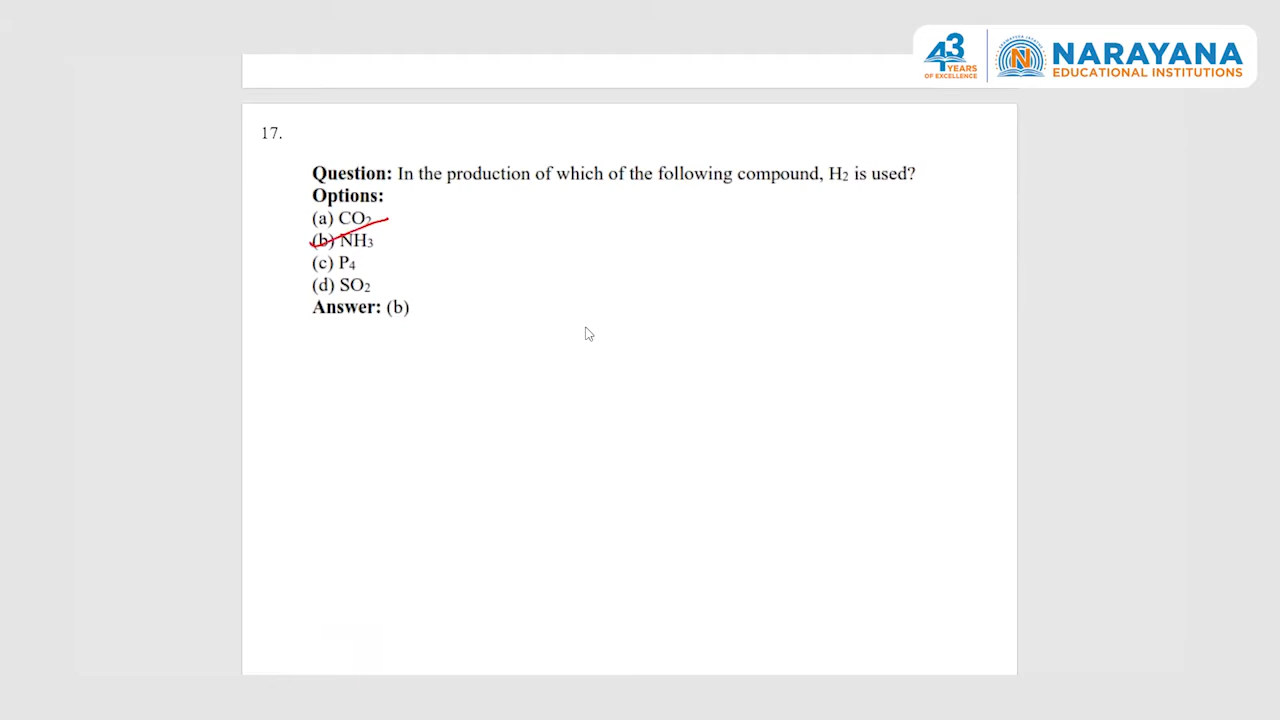 43
YEARS
OF EXCELLENCE
NARAYANA
EDUCATIONAL INSTITUTIONS
17.
Question: In the production of which of the following compound, H2 is used?
Options:
(a) CO2
(b) NH3
(c) P4
(d) SO2
Answer: (b)